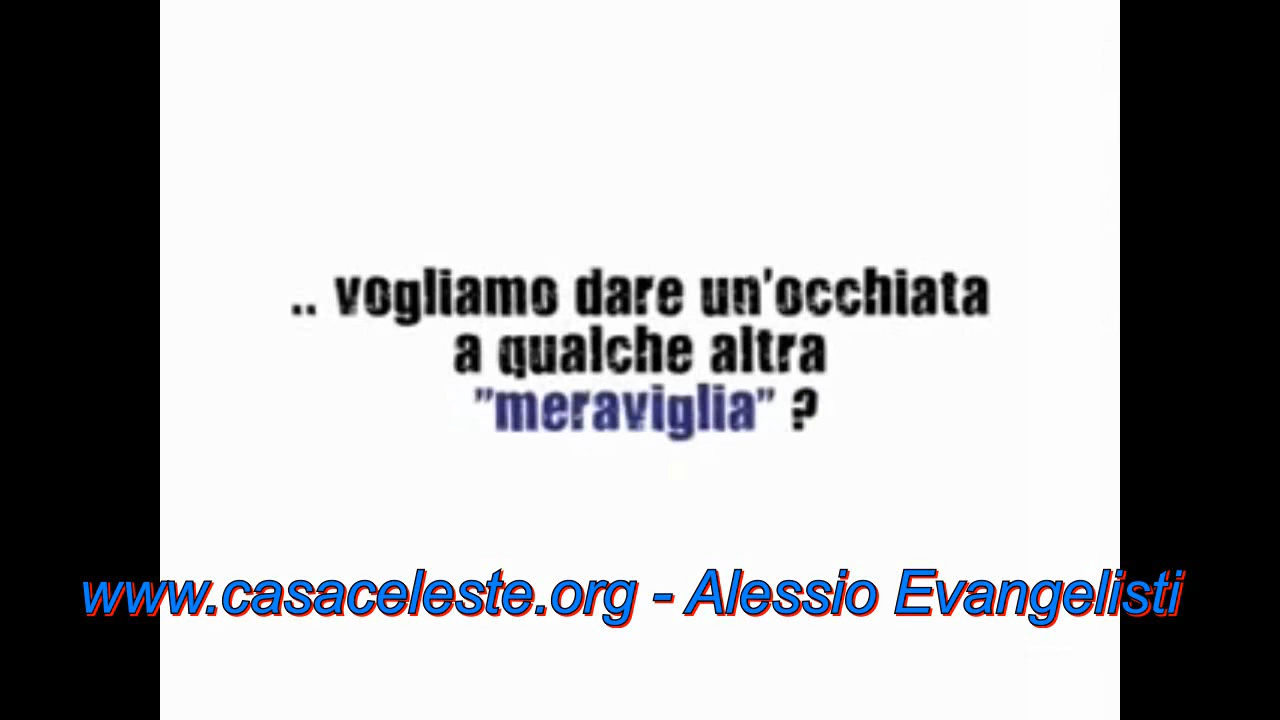 .. vogliamo dare un'occhiata
a qualche altra
"meraviglia" ?
www.casaceleste.org - Alessio Evangelisti